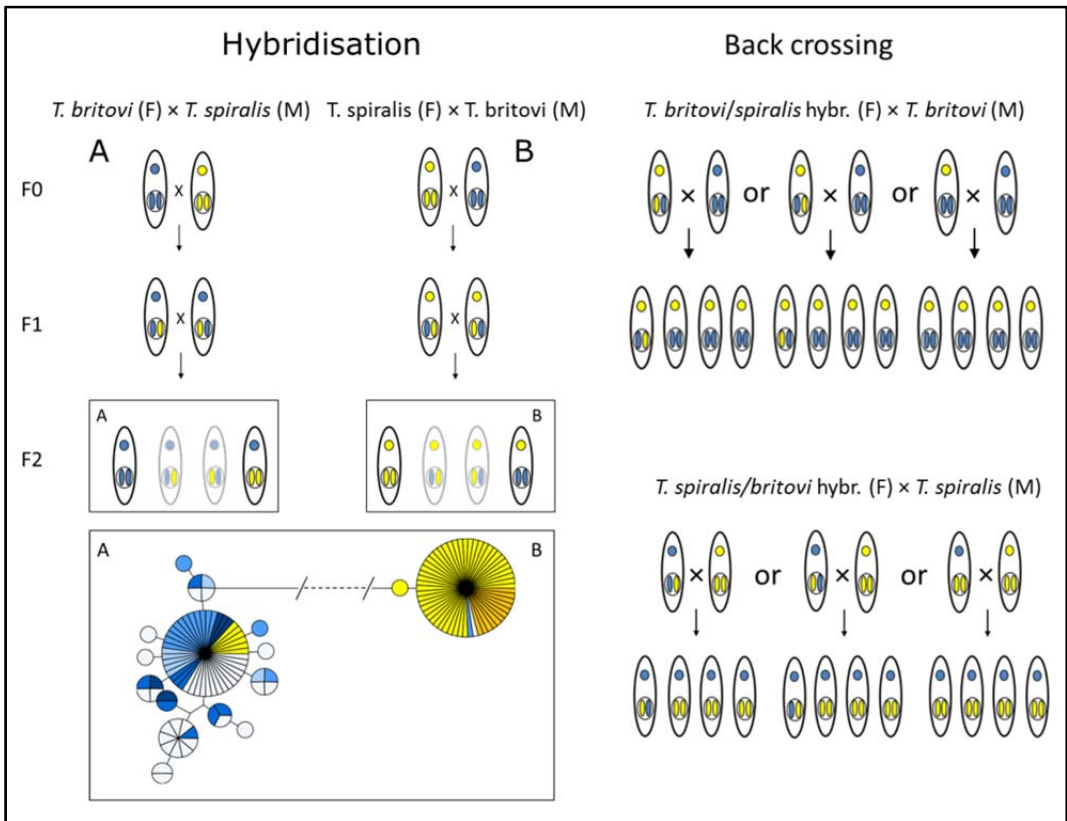 Hybridisation
T. britovi (F) × T. spiralis (M)
T. spiralis (F) × T. britovi (M)
A
B
F0
X
X
F1
X
X
F2
A
B
A
B
Back crossing
T. britovi/spiralis hybr. (F) × T. britovi (M)
× or × or ×
T. spiralis/britovi hybr. (F) × T. spiralis (M)
× or × or ×